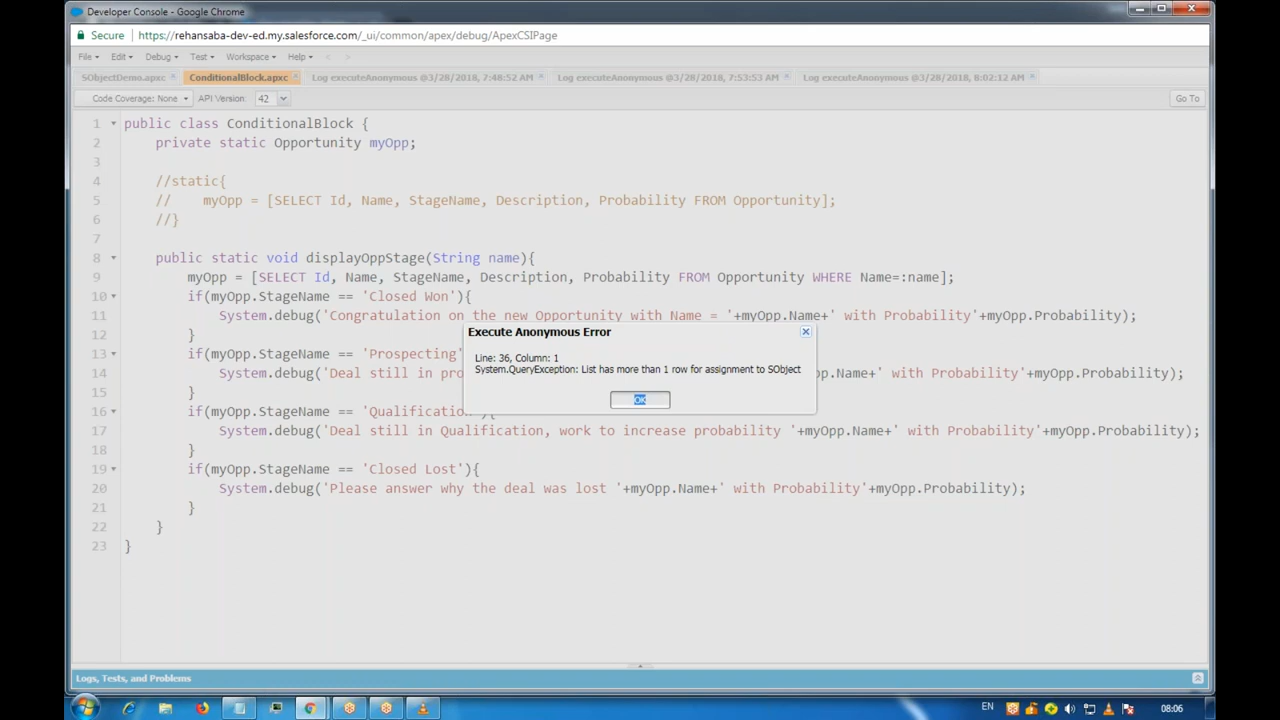 Developer Console - Google Chrome
Secure https://rehansaba-dev-ed.my.salesforce.com/_ui/common/apex/debug/ApexCSIPage
File Edit Debug Test Workspace Help < >
SObjectDemo.apxc ConditionalBlock.apxc Log executeAnonymous @3/28/2018, 7:48:52 AM Log executeAnonymous @3/28/2018, 7:53:53 AM Log executeAnonymous @3/28/2018, 8:02:12 AM
Code Coverage: None API Version: 42 Go To
1 public class ConditionalBlock {
2 private static Opportunity myOpp;
3
4 //static{
5 // myOpp = [SELECT Id, Name, StageName, Description, Probability FROM Opportunity];
6 //}
7
8 public static void displayOppStage(String name){
9 myOpp = [SELECT Id, Name, StageName, Description, Probability FROM Opportunity WHERE Name=:name];
10 if(myOpp.StageName == 'Closed Won'){
11 System.debug('Congratulation on the new Opportunity with Name = '+myOpp.Name+' with Probability'+myOpp.Probability);
12 }
13 if(myOpp.StageName == 'Prospecting'
14 System.debug('Deal still in pro pp.Name+' with Probability'+myOpp.Probability);
15 }
16 if(myOpp.StageName == 'Qualification'){
17 System.debug('Deal still in Qualification, work to increase probability '+myOpp.Name+' with Probability'+myOpp.Probability);
18 }
19 if(myOpp.StageName == 'Closed Lost'){
20 System.debug('Please answer why the deal was lost '+myOpp.Name+' with Probability'+myOpp.Probability);
21 }
22 }
23 }
Execute Anonymous Error
Line: 36, Column: 1
System.QueryException: List has more than 1 row for assignment to SObject
OK
Logs, Tests, and Problems
EN 08:06